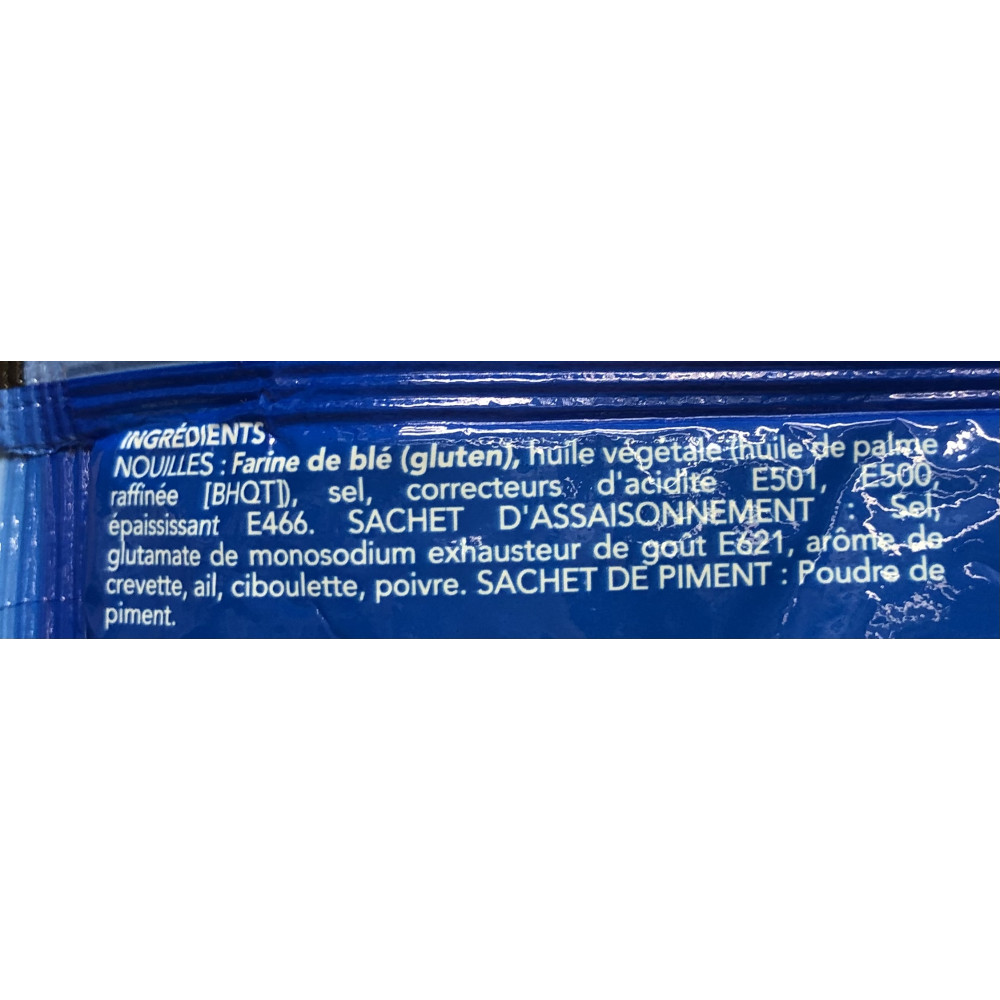 INGRÉDIENTS:
NOUILLES : Farine de blé (gluten), huile végétale (huile de palme
raffinée [BHQT]), sel, correcteurs d'acidité E501, E500,
épaississant E466. SACHET D'ASSAISONNEMENT : Sel,
glutamate de monosodium exhausteur de goût E621, arôme de
crevette, ail, ciboulette, poivre. SACHET DE PIMENT : Poudre de
piment.